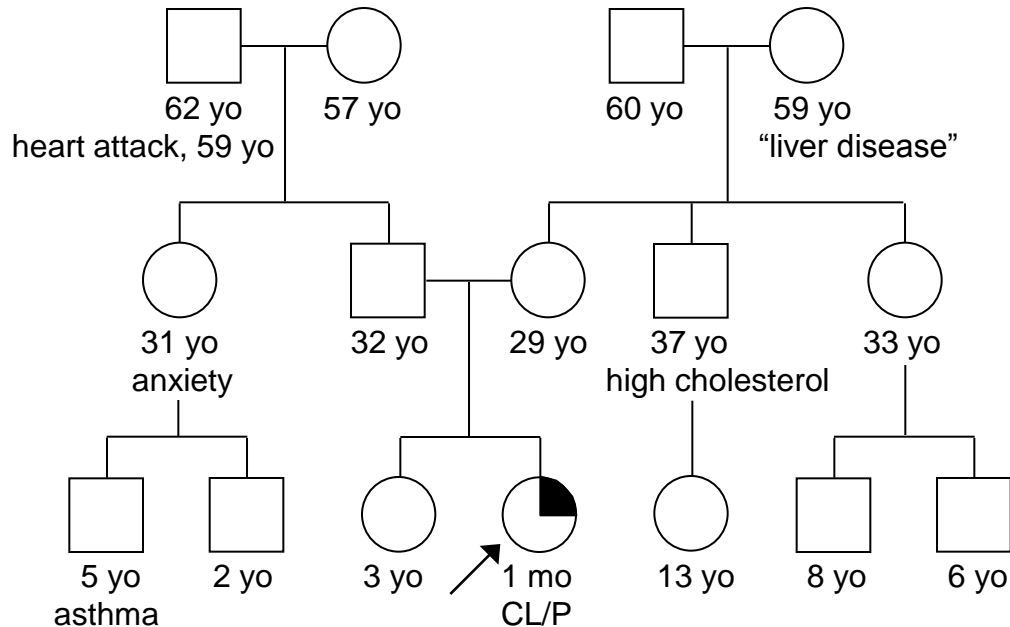 62 yo 57 yo 60 yo 59 yo
heart attack, 59 yo “liver disease”
31 yo 32 yo 29 yo 37 yo 33 yo
anxiety high cholesterol
5 yo 2 yo 3 yo 1 mo 13 yo 8 yo 6 yo
asthma CL/P